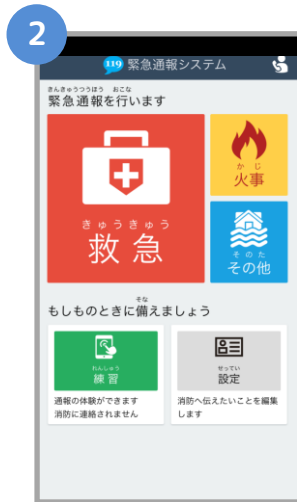 2
119 緊急通報システム
きんきゅうつうほう おこな
緊急通報を行います
きゅうきゅう
救急
かじ
火事
そのた
その他
そな
もしものときに備えましょう
れんしゅう
練習
せってい
設定
通報の体験ができます
消防に連絡されません
消防へ伝えたいことを編集
します